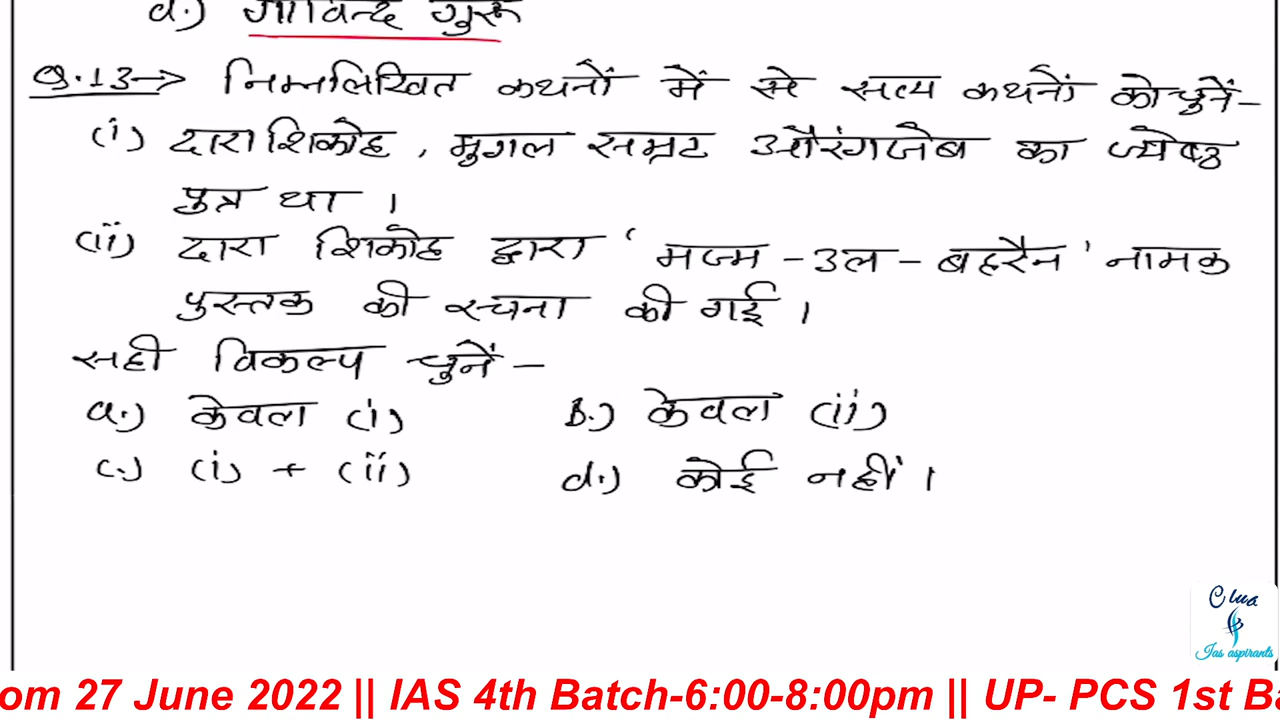 d.) गोविन्द गुरू
Q.13→ निम्नलिखित कथनों में से सत्य कथनों को चुनें-
(i) दारा शिकोह, मुगल सम्रट औरंगजेब का ज्येष्ठ
पुत्र था।
(ii) दारा शिकोह द्वारा 'मज्म-उल-बहरैन' नामक
पुस्तक की रचना की गई।
सही विकल्प चुनें-
a.) केवल (i) B.) केवल (ii)
c.) (i) + (ii) d.) कोई नहीं।
Clua
Ias aspirants
om 27 June 2022 || IAS 4th Batch-6:00-8:00pm || UP- PCS 1st Ba